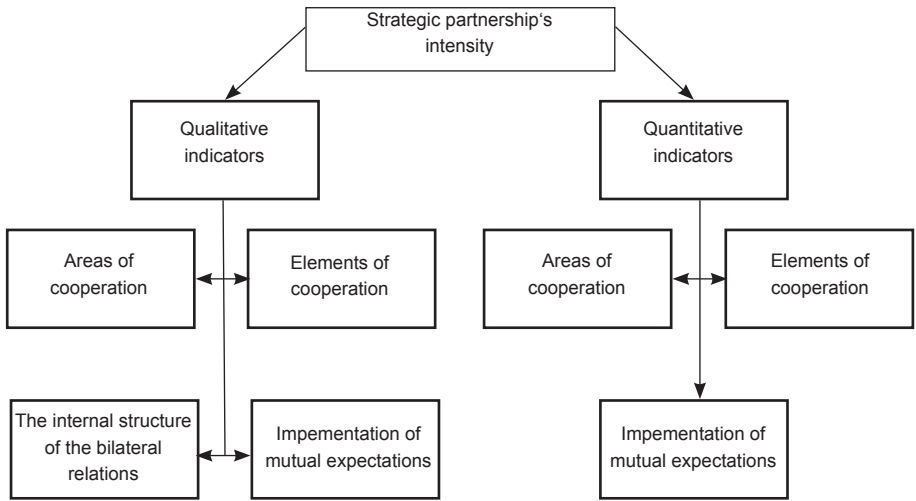 Strategic partnership‘s
intensity
Qualitative
indicators
Quantitative
indicators
Areas of
cooperation
Elements of
cooperation
Areas of
cooperation
Elements of
cooperation
The internal structure
of the bilateral
relations
Impementation of
mutual expectations
Impementation of
mutual expectations